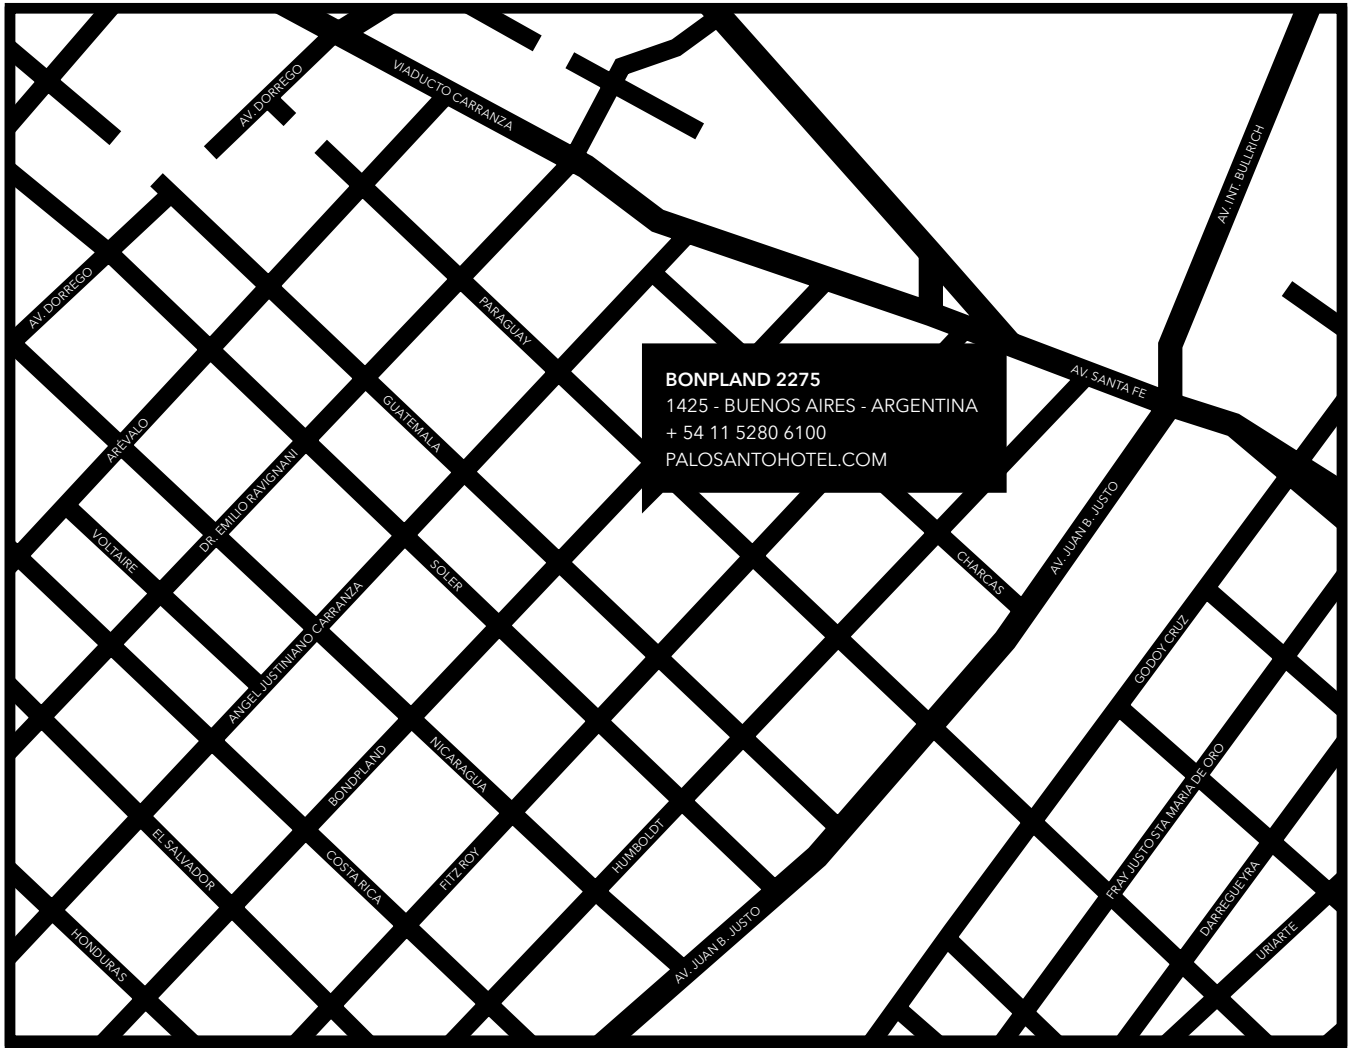 VIADUCTO CARRANZA
AV. DORREGO
AV. INT. BULLRICH
AV. DORREGO
PARAGUAY
AV. SANTA FE
BONPLAND 2275
1425 - BUENOS AIRES - ARGENTINA
+ 54 11 5280 6100
PALOSANTOHOTEL.COM
GUATEMALA
ARÉVALO
DR. EMILIO RAVIGNANI
VOLTAIRE
AV. JUAN B. JUSTO
SOLER
CHARCAS
ANGEL JUSTINIANO CARRANZA
GODOY CRUZ
BONDPLAND
NICARAGUA
FRAY JUSTO STA MARIA DE ORO
EL SALVADOR
COSTA RICA
FITZ ROY
HUMBOLDT
DARREGUEYRA
HONDURAS
AV. JUAN B. JUSTO
URIARTE